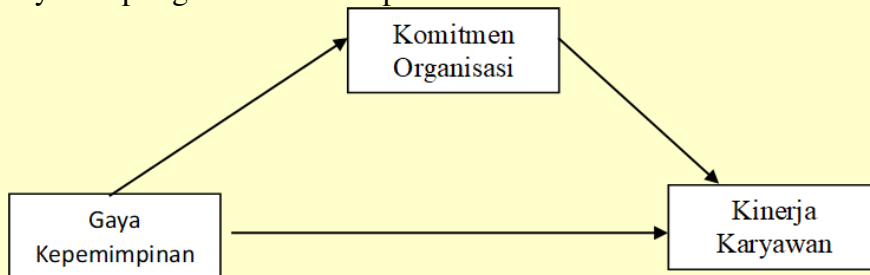 Komitmen
Organisasi
Gaya
Kepemimpinan
Kinerja
Karyawan